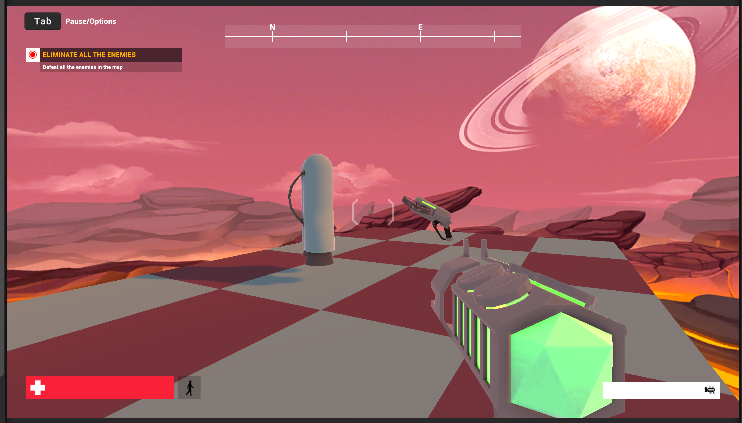 Tab Pause/Options
N E
ELIMINATE ALL THE ENEMIES
Defeat all the enemies in the map